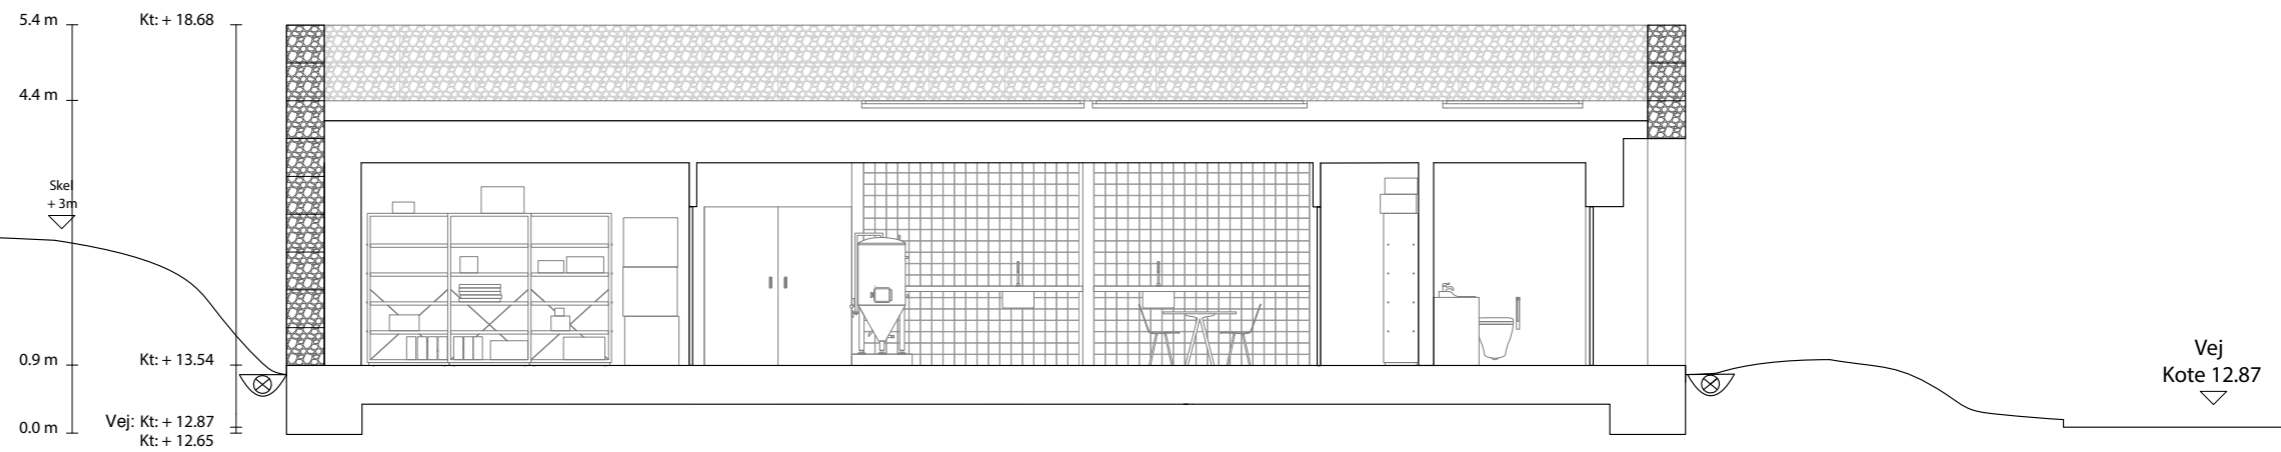 5.4 m
Kt: + 18.68
4.4 m
Skel
+ 3m
0.9 m
Kt: + 13.54
Vej: Kt: + 12.87
0.0 m
Kt: + 12.65
Vej
Kote 12.87